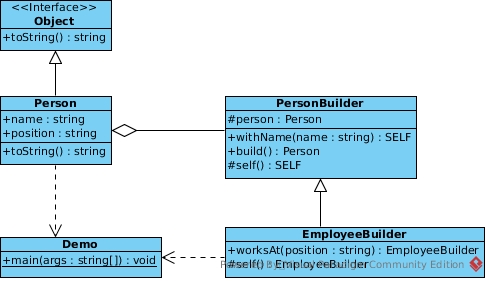 <<Interface>>
Object
+toString() : string
Person
+name : string
+position : string
+toString() : string
PersonBuilder
#person : Person
+withName(name : string) : SELF
+build() : Person
#self() : SELF
Demo
+main(args : string[]) : void
EmployeeBuilder
+worksAt(position : string) : EmployeeBuilder
#self() : EmployeeBuilder
Powered By Visual Paradigm Community Edition